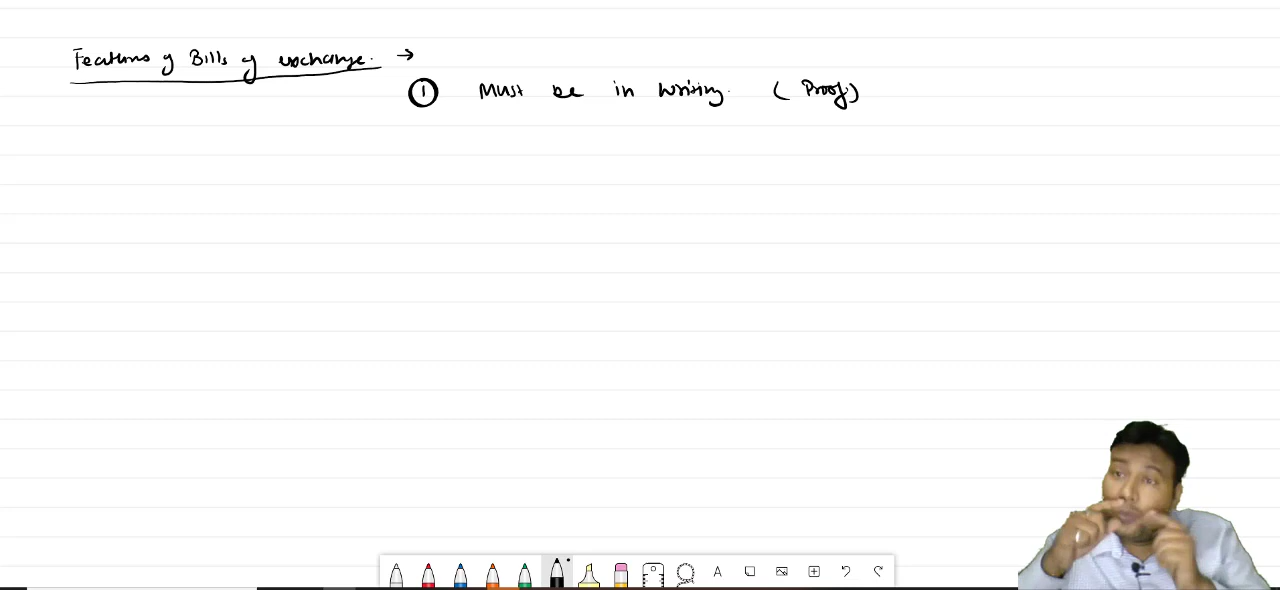 Features of Bills of exchange. →
① Must be in writing. (Proof)
A